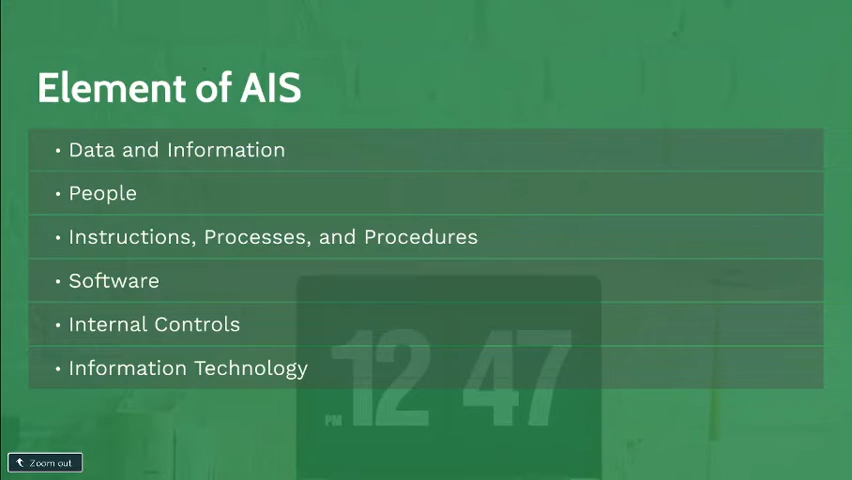 Element of AIS
• Data and Information
• People
• Instructions, Processes, and Procedures
• Software
• Internal Controls
• Information Technology
PM 12 47
Zoom out